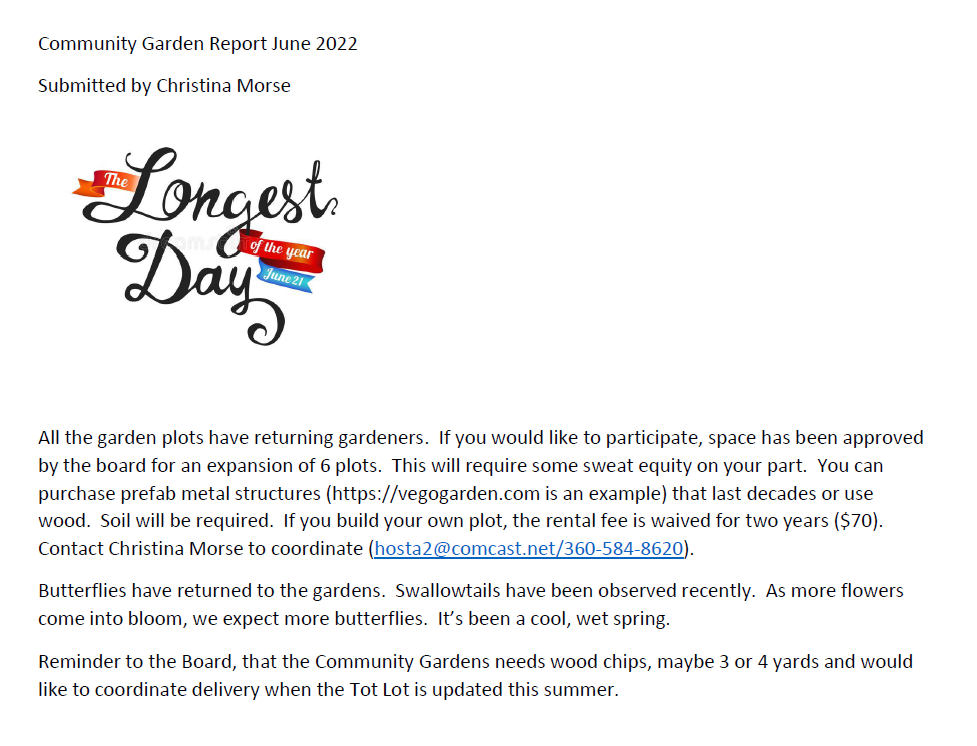 Community Garden Report June 2022
Submitted by Christina Morse
The
Longest
Day
of the year
June 21
All the garden plots have returning gardeners.  If you would like to participate, space has been approved
by the board for an expansion of 6 plots.  This will require some sweat equity on your part.  You can
purchase prefab metal structures (https://vegogarden.com is an example) that last decades or use
wood.  Soil will be required.  If you build your own plot, the rental fee is waived for two years ($70).
Contact Christina Morse to coordinate (hosta2@comcast.net/360-584-8620).
Butterflies have returned to the gardens.  Swallowtails have been observed recently.  As more flowers
come into bloom, we expect more butterflies.  It’s been a cool, wet spring.
Reminder to the Board, that the Community Gardens needs wood chips, maybe 3 or 4 yards and would
like to coordinate delivery when the Tot Lot is updated this summer.